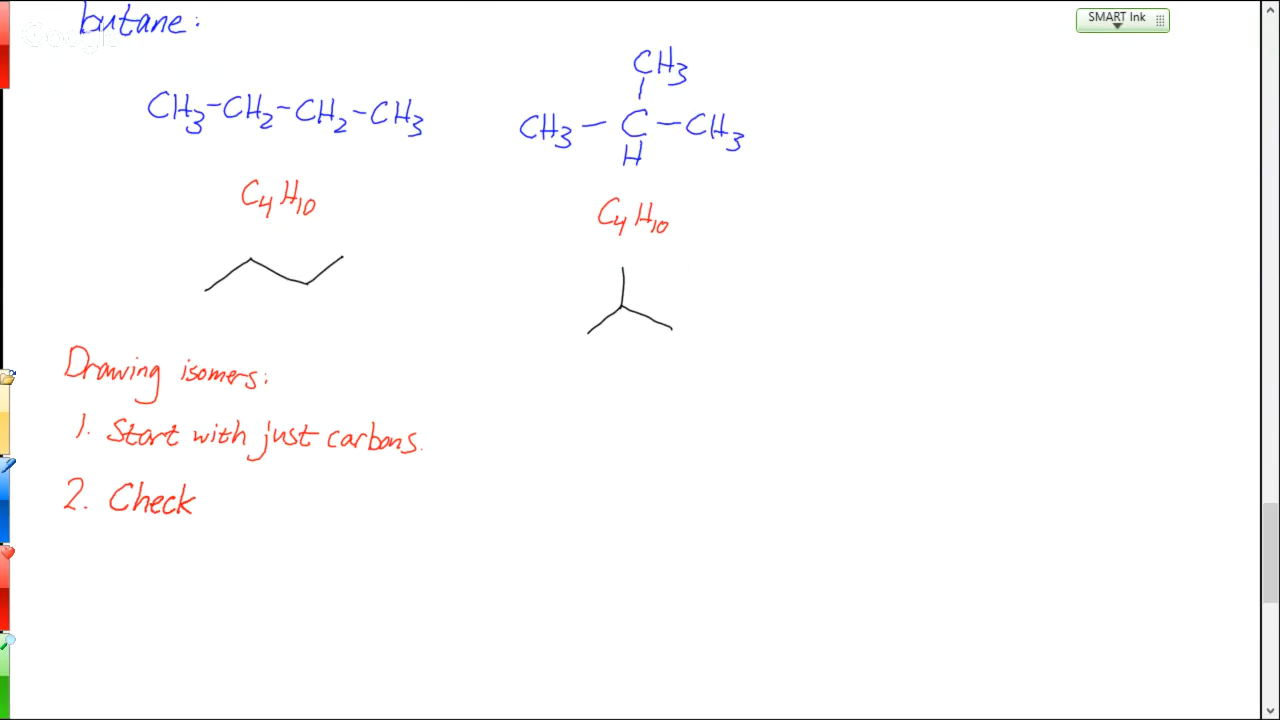 butane:
Google
SMART Ink
CH3-CH2-CH2-CH3
CH3
CH3-C-CH3
H
C4H10
C4H10
Drawing isomers:
1. Start with just carbons.
2. Check